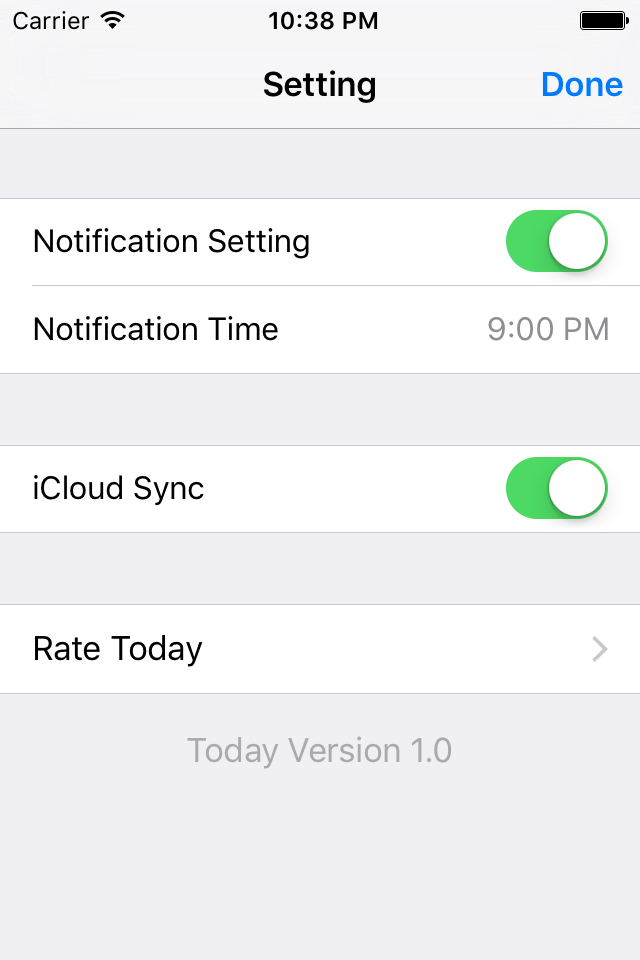 Carrier 10:38 PM
Setting Done
Notification Setting
Notification Time 9:00 PM
iCloud Sync
Rate Today
Today Version 1.0